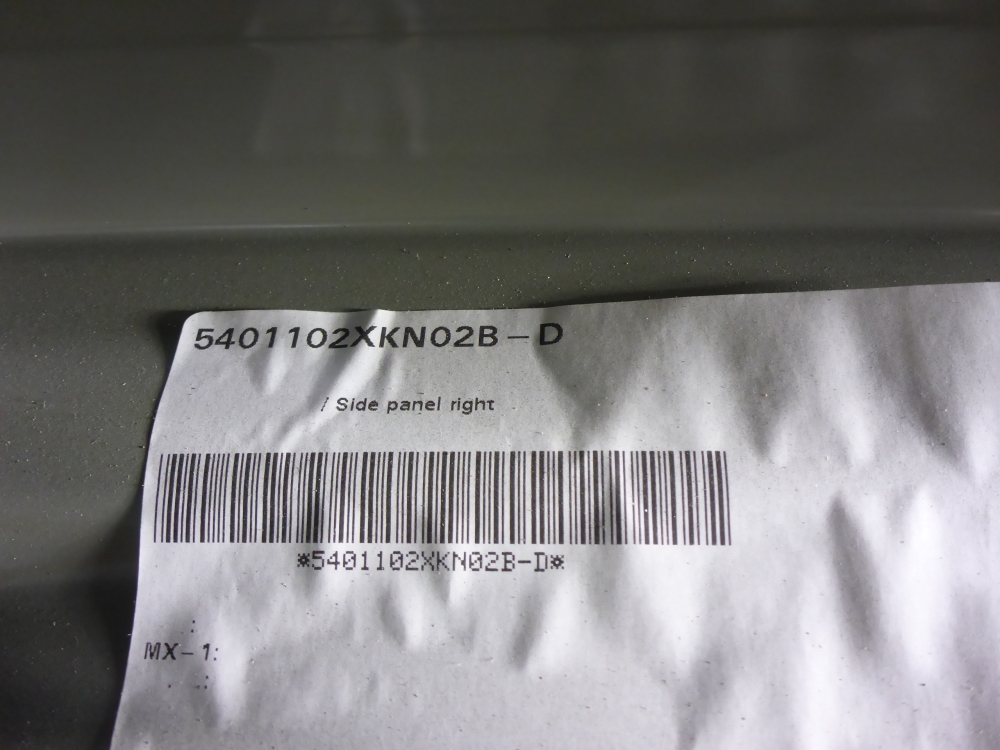 5401102XKN02B-D
/ Side panel right
*5401102XKN02B-D*
MX-1: